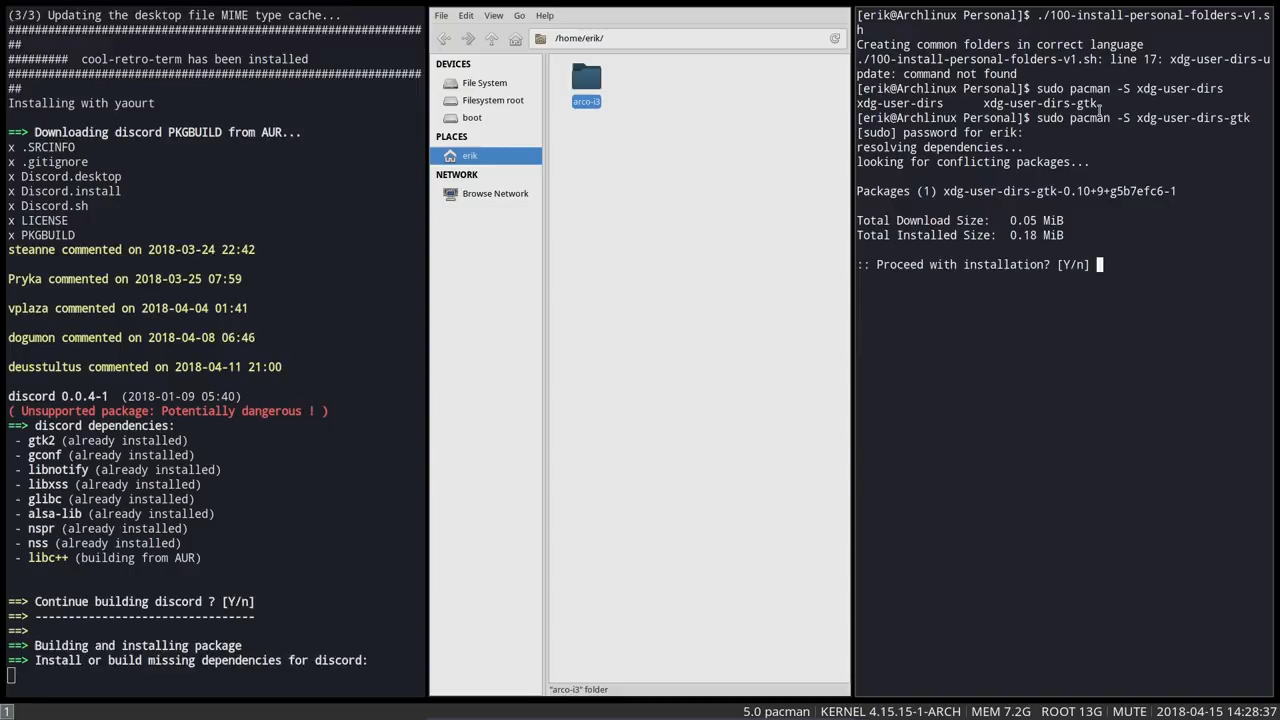 (3/3) Updating the desktop file MIME type cache...
################################################################
##
#########  cool-retro-term has been installed
################################################################
##
Installing with yaourt
==> Downloading discord PKGBUILD from AUR...
x .SRCINFO
x .gitignore
x Discord.desktop
x Discord.install
x Discord.sh
x LICENSE
x PKGBUILD
steanne commented on 2018-03-24 22:42
Pryka commented on 2018-03-25 07:59
vplaza commented on 2018-04-04 01:41
dogumon commented on 2018-04-08 06:46
deusstultus commented on 2018-04-11 21:00
discord 0.0.4-1  (2018-01-09 05:40)
( Unsupported package: Potentially dangerous ! )
==> discord dependencies:
- gtk2 (already installed)
- gconf (already installed)
- libnotify (already installed)
- libxss (already installed)
- glibc (already installed)
- alsa-lib (already installed)
- nspr (already installed)
- nss (already installed)
- libc++ (building from AUR)
==> Continue building discord ? [Y/n]
==> ----------------------------------
==>
==> Building and installing package
==> Install or build missing dependencies for discord:
File Edit View Go Help
/home/erik/
DEVICES
File System
Filesystem root
boot
PLACES
erik
NETWORK
Browse Network
arco-i3
"arco-i3" folder
[erik@Archlinux Personal]$ ./100-install-personal-folders-v1.s
h
Creating common folders in correct language
./100-install-personal-folders-v1.sh: line 17: xdg-user-dirs-u
pdate: command not found
[erik@Archlinux Personal]$ sudo pacman -S xdg-user-dirs
xdg-user-dirs      xdg-user-dirs-gtk
[erik@Archlinux Personal]$ sudo pacman -S xdg-user-dirs-gtk
[sudo] password for erik:
resolving dependencies...
looking for conflicting packages...
Packages (1) xdg-user-dirs-gtk-0.10+9+g5b7efc6-1
Total Download Size:   0.05 MiB
Total Installed Size:  0.18 MiB
:: Proceed with installation? [Y/n]
1
5.0 pacman | KERNEL 4.15.15-1-ARCH | MEM 7.2G | ROOT 13G | MUTE | 2018-04-15 14:28:37